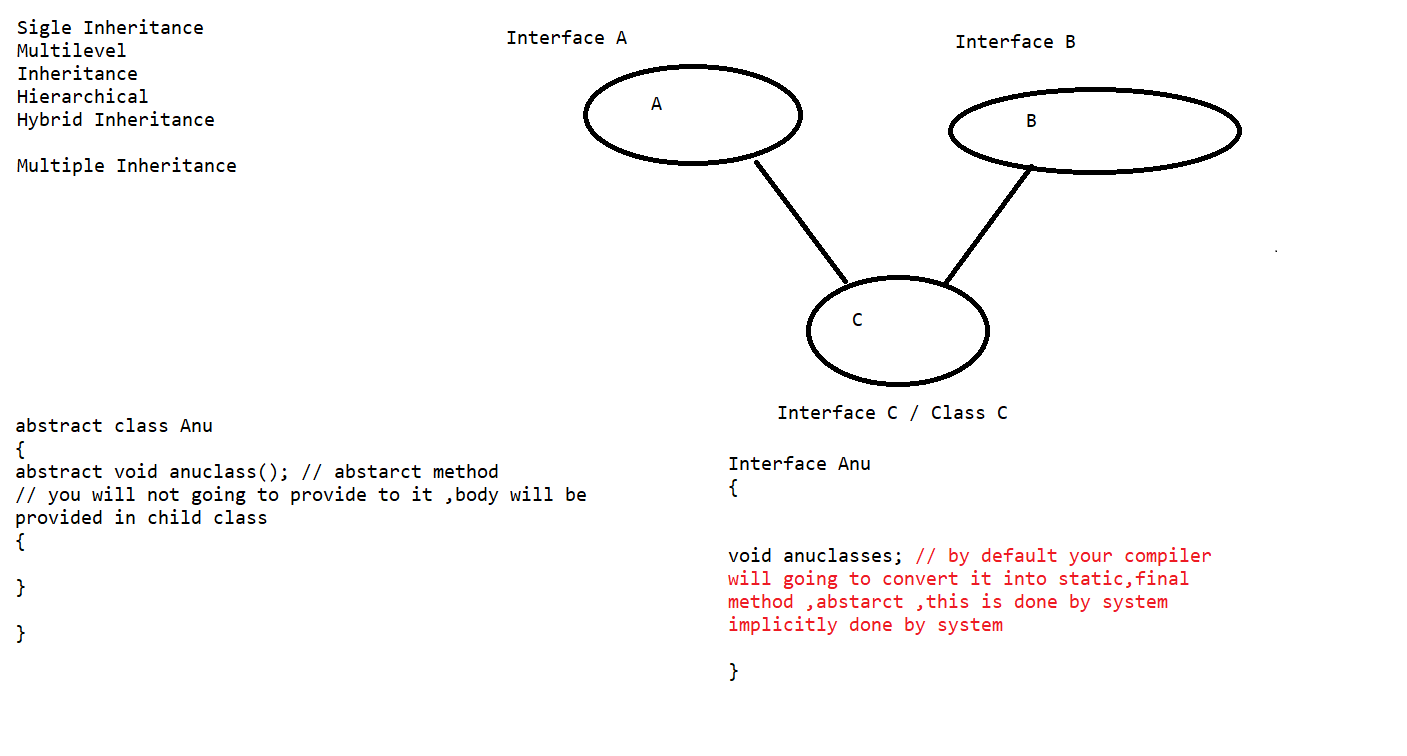 Sigle Inheritance
Multilevel
Inheritance
Hierarchical
Hybrid Inheritance
Multiple Inheritance
Interface A
Interface B
A
B
C
Interface C / Class C
abstract class Anu
{
abstract void anuclass(); // abstarct method
// you will not going to provide to it ,body will be
provided in child class
{
}
}
Interface Anu
{
void anuclasses; // by default your compiler
will going to convert it into static,final
method ,abstarct ,this is done by system
implicitly done by system
}